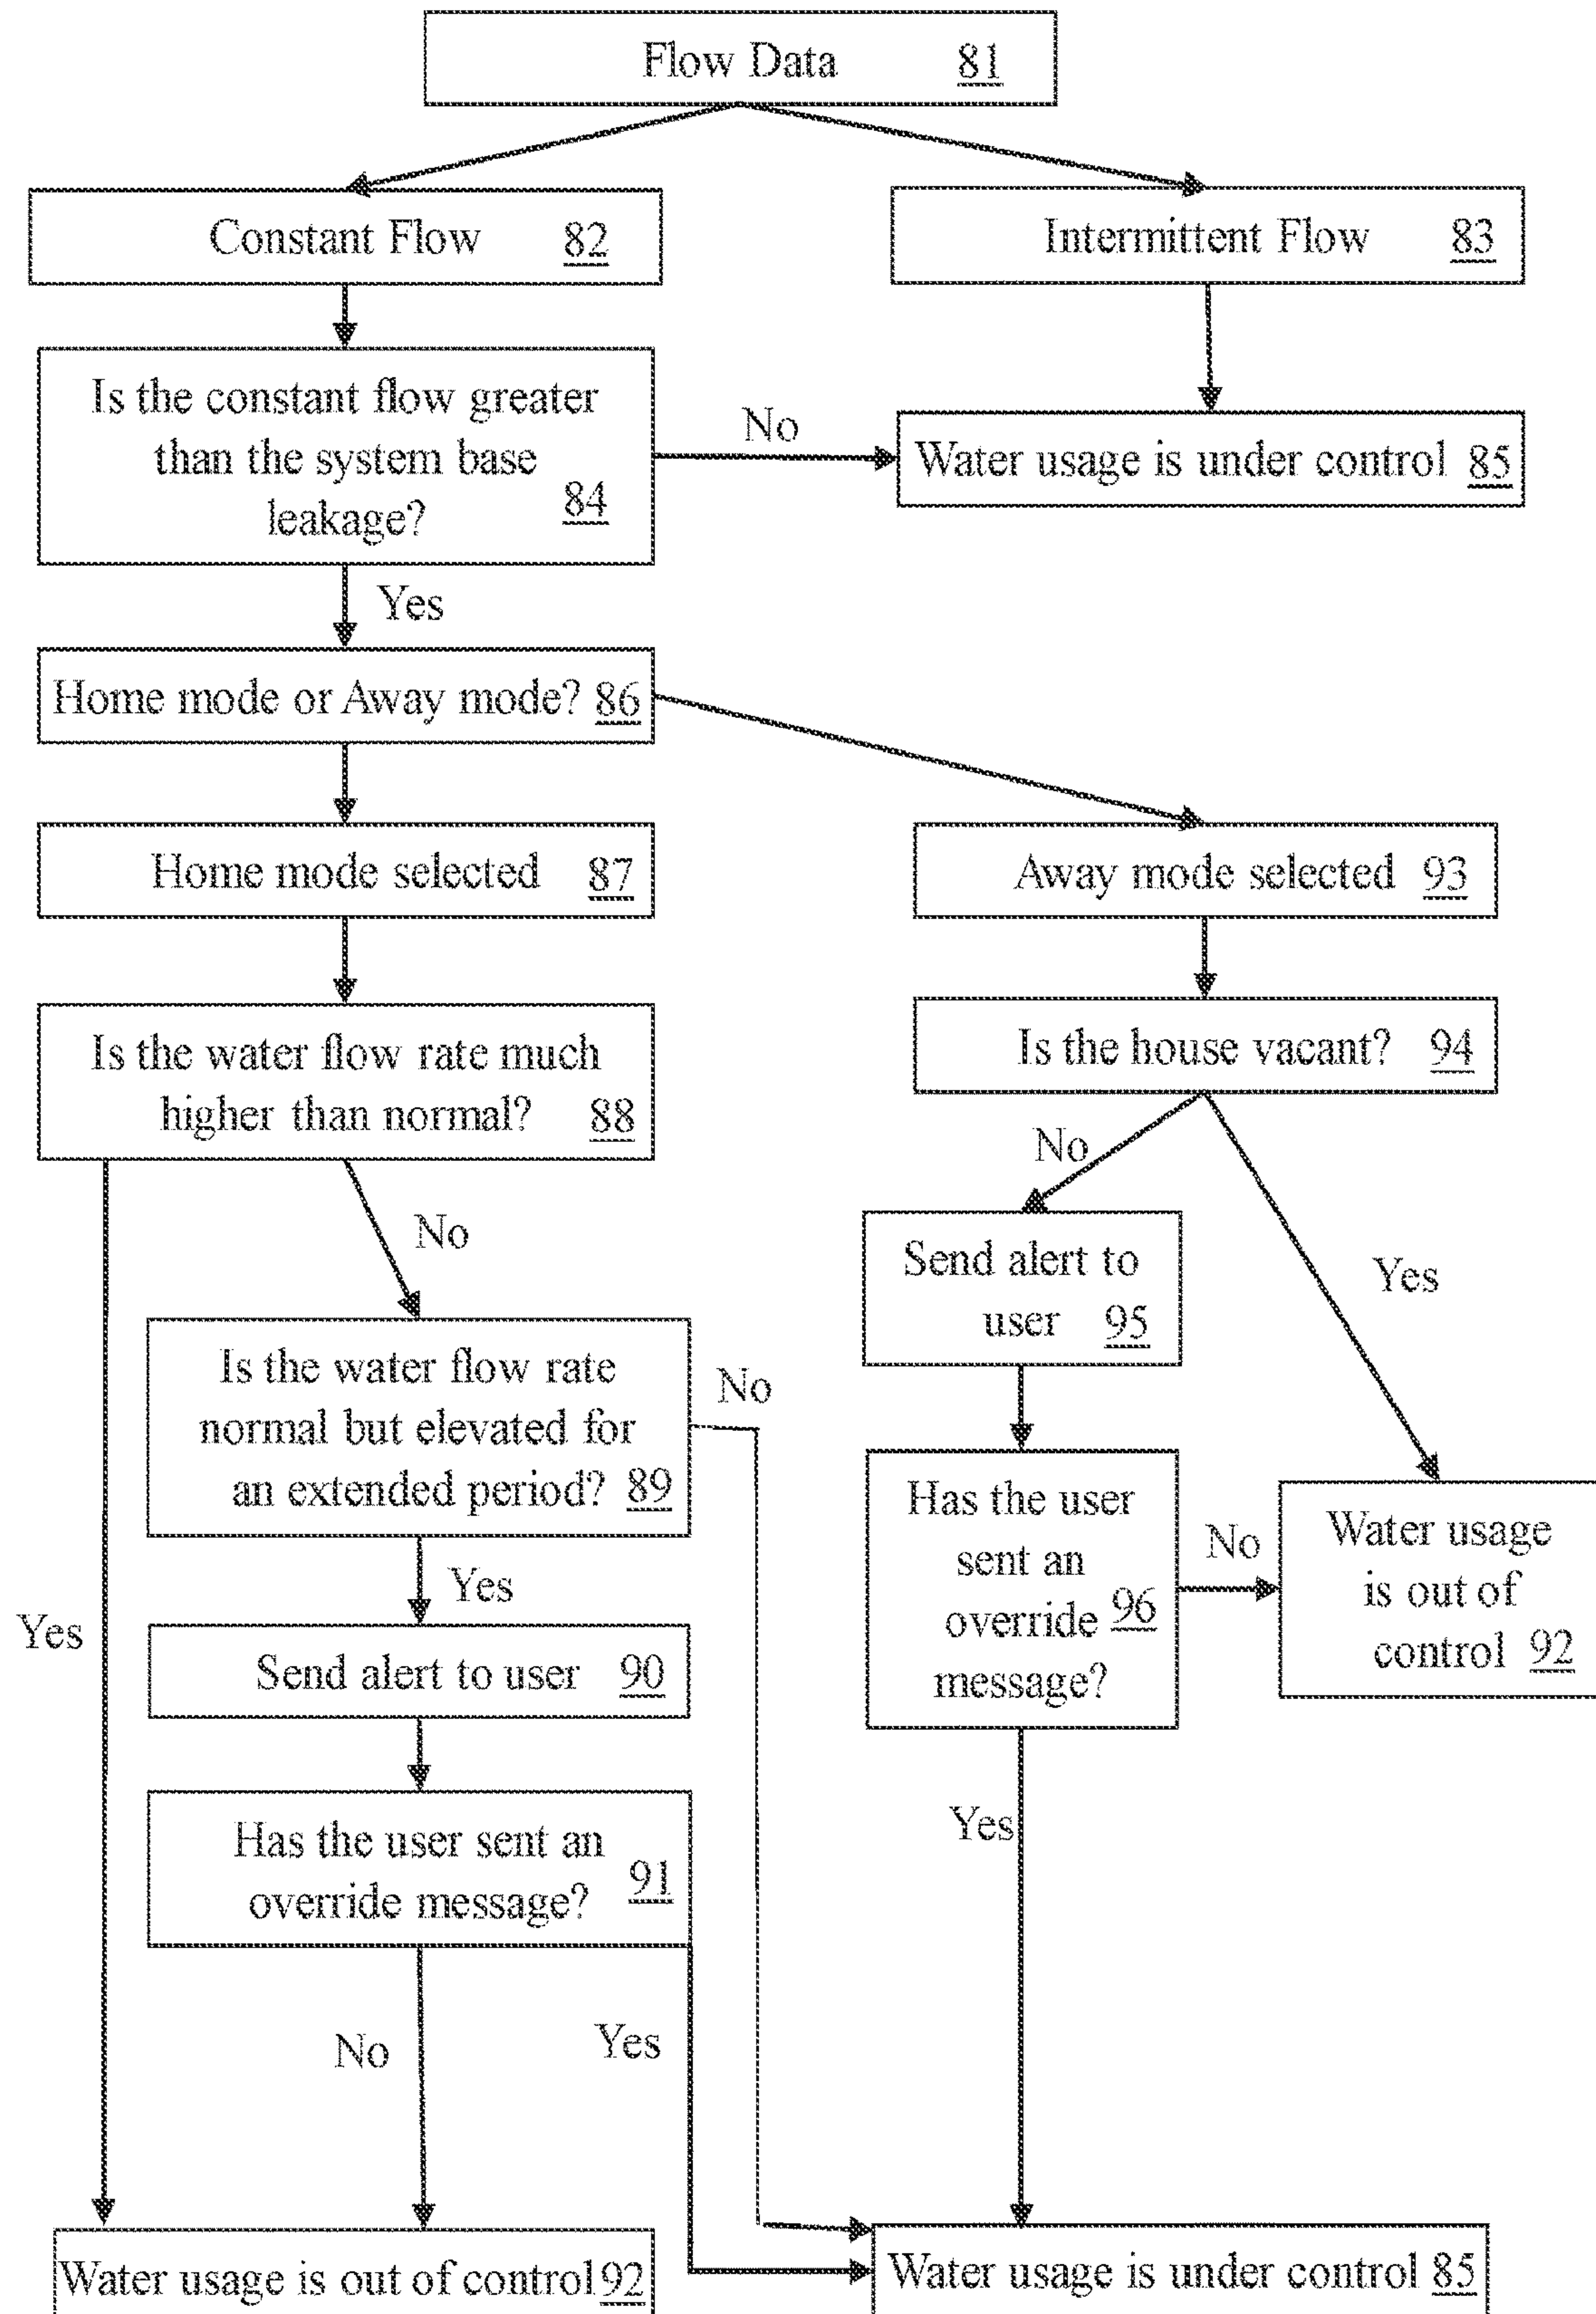 Flow Data 81
Constant Flow 82
Intermittent Flow 83
Is the constant flow greater
than the system base
leakage? 84
No
Water usage is under control 85
Yes
Home mode or Away mode? 86
Home mode selected 87
Away mode selected 93
Is the water flow rate much
higher than normal? 88
Is the house vacant? 94
No
No
Yes
Send alert to
user 95
Is the water flow rate
normal but elevated for
an extended period? 89
No
Has the user
sent an
override 96
message?
No
Water usage
is out of
control 92
Yes
Yes
Send alert to user 90
Has the user sent an
override message? 91
Yes
No
Yes
Water usage is out of control 92
Water usage is under control 85